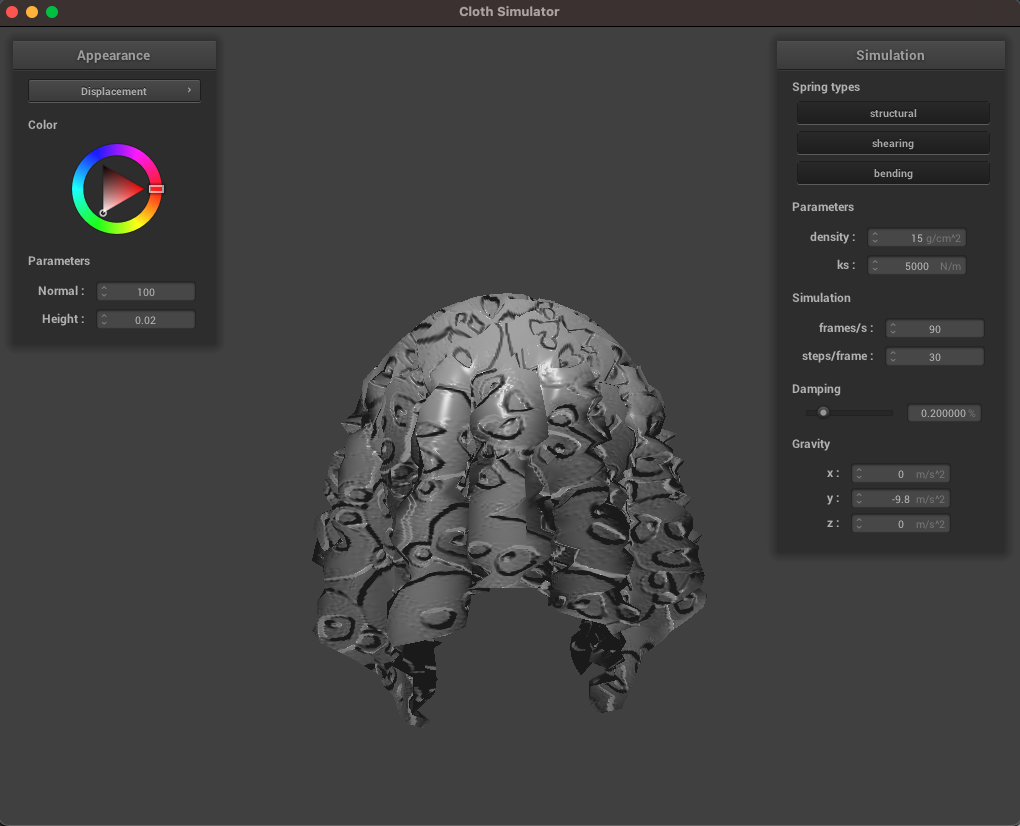 Cloth Simulator
Appearance
Displacement ›
Color
Parameters
Normal : 100
Height : 0.02
Simulation
Spring types
structural
shearing
bending
Parameters
density : 15 g/cm^2
ks : 5000 N/m
Simulation
frames/s : 90
steps/frame : 30
Damping
0.200000 %
Gravity
x : 0 m/s^2
y : -9.8 m/s^2
z : 0 m/s^2